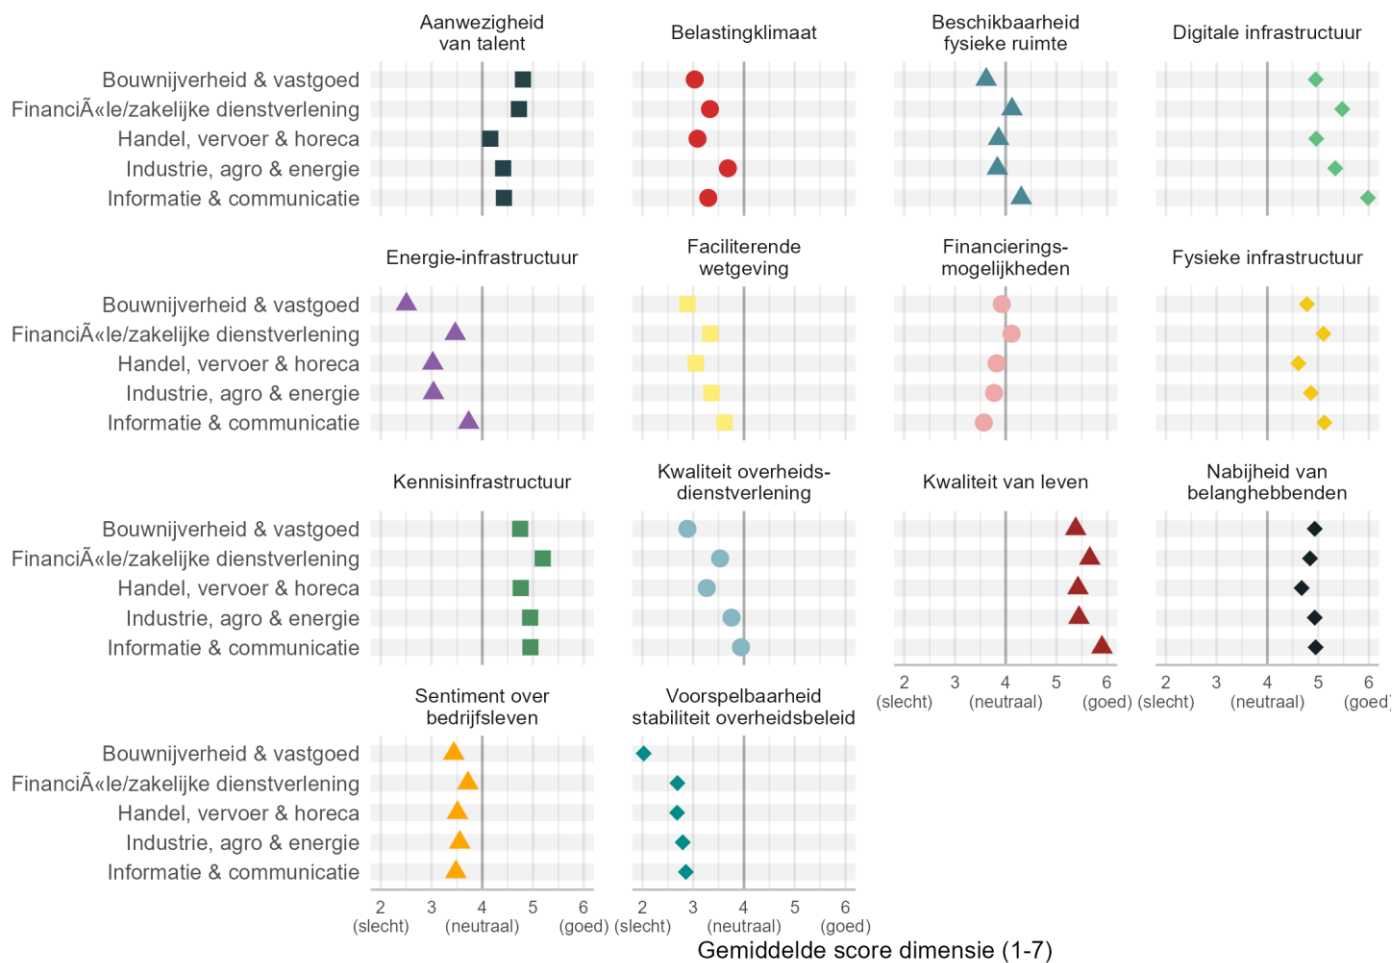 Aanwezigheid
van talent
Belastingklimaat
Beschikbaarheid
fysieke ruimte
Digitale infrastructuur
Bouwnijverheid & vastgoed
FinanciÃ«le/zakelijke dienstverlening
Handel, vervoer & horeca
Industrie, agro & energie
Informatie & communicatie
Energie-infrastructuur
Faciliterende
wetgeving
Financierings-
mogelijkheden
Fysieke infrastructuur
Bouwnijverheid & vastgoed
FinanciÃ«le/zakelijke dienstverlening
Handel, vervoer & horeca
Industrie, agro & energie
Informatie & communicatie
Kennisinfrastructuur
Kwaliteit overheids-
dienstverlening
Kwaliteit van leven
Nabijheid van
belanghebbenden
Bouwnijverheid & vastgoed
FinanciÃ«le/zakelijke dienstverlening
Handel, vervoer & horeca
Industrie, agro & energie
Informatie & communicatie
2 3 4 5 6 2 3 4 5 6
(slecht) (neutraal) (goed) (slecht) (neutraal) (goed)
Sentiment over
bedrijfsleven
Voorspelbaarheid
stabiliteit overheidsbeleid
Bouwnijverheid & vastgoed
FinanciÃ«le/zakelijke dienstverlening
Handel, vervoer & horeca
Industrie, agro & energie
Informatie & communicatie
2 3 4 5 6 2 3 4 5 6
(slecht) (neutraal) (goed) (slecht) (neutraal) (goed)
Gemiddelde score dimensie (1-7)